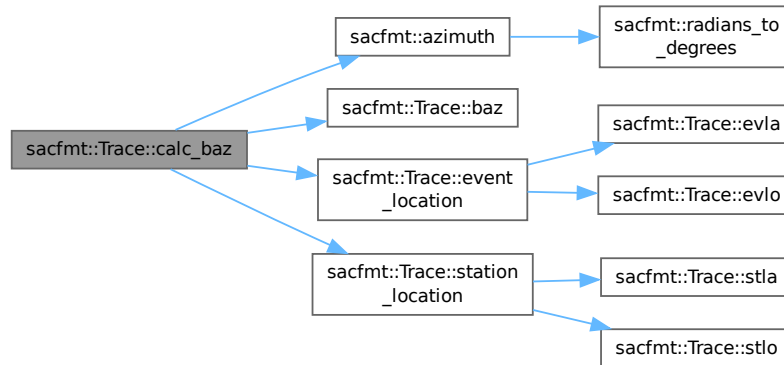 sacfmt::Trace::calc_baz
sacfmt::azimuth
sacfmt::radians_to
_degrees
sacfmt::Trace::baz
sacfmt::Trace::event
_location
sacfmt::Trace::evla
sacfmt::Trace::evlo
sacfmt::Trace::station
_location
sacfmt::Trace::stla
sacfmt::Trace::stlo